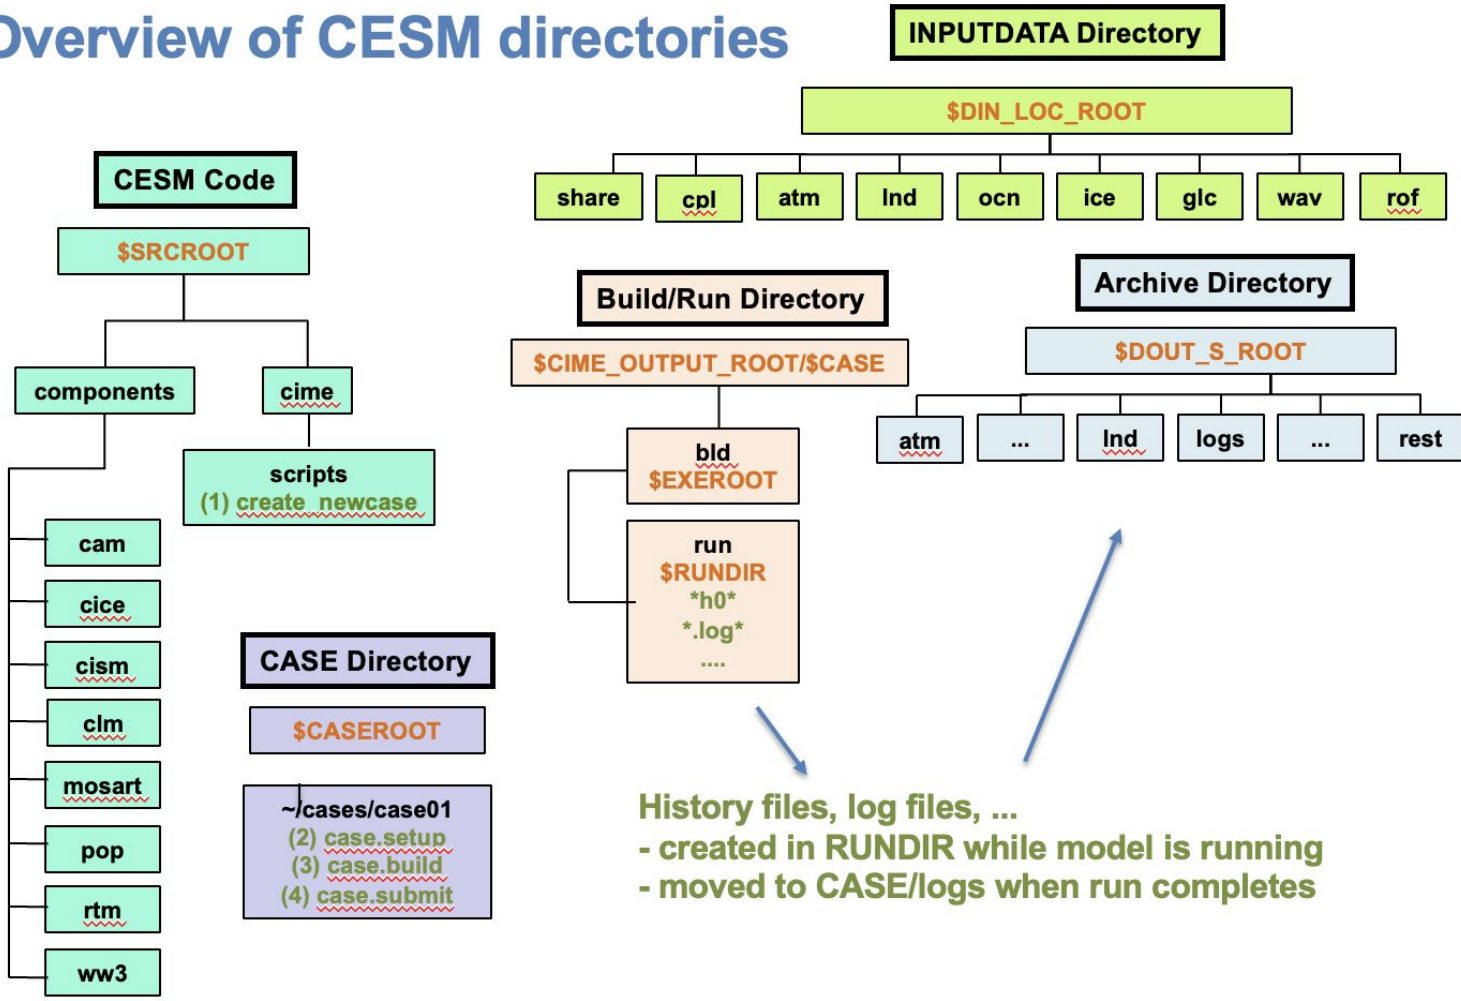 Overview of CESM directories
INPUTDATA Directory
$DIN_LOC_ROOT
share cpl atm lnd ocn ice glc wav rof
CESM Code
$SRCROOT
components cime
scripts
(1) create_newcase
cam
cice
cism
clm
mosart
pop
rtm
ww3
CASE Directory
$CASEROOT
~/cases/case01
(2) case.setup
(3) case.build
(4) case.submit
Build/Run Directory
$CIME_OUTPUT_ROOT/$CASE
bld
$EXEROOT
run
$RUNDIR
*h0*
*.log*
....
Archive Directory
$DOUT_S_ROOT
atm ... lnd logs ... rest
History files, log files, ...
- created in RUNDIR while model is running
- moved to CASE/logs when run completes